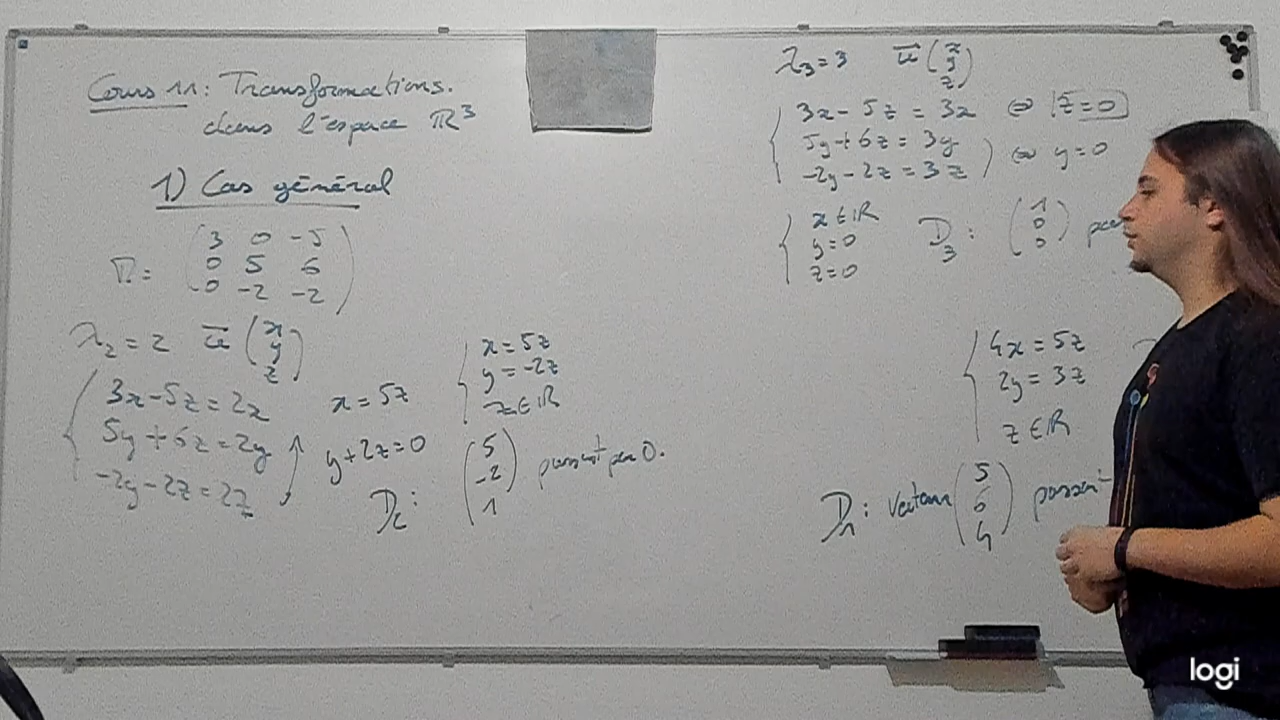 Cours 11: Transformations.
dans l'espace ℝ³
1) Cas général
M = (3 0 -5
0 5 6
0 -2 -2)
λ₂ = 2 u⃗ (x
y
z)
3x-5z = 2x
5y+6z = 2y
-2y-2z = 2z
x = 5z
y+2z=0
x = 5z
y = -2z
z∈ℝ
D₂: (5
-2
1) passant par 0.
λ₃ = 3 u⃗ (x
y
z)
3x - 5z = 3x ⇔ z=0
5y+6z = 3y
-2y-2z = 3z ⇔ y=0
x∈ℝ
y=0
z=0
D₃: (1
0
0)
4x = 5z
2y = 3z
z∈ℝ
D₁: Vecteur (5
6
4) passant
logi